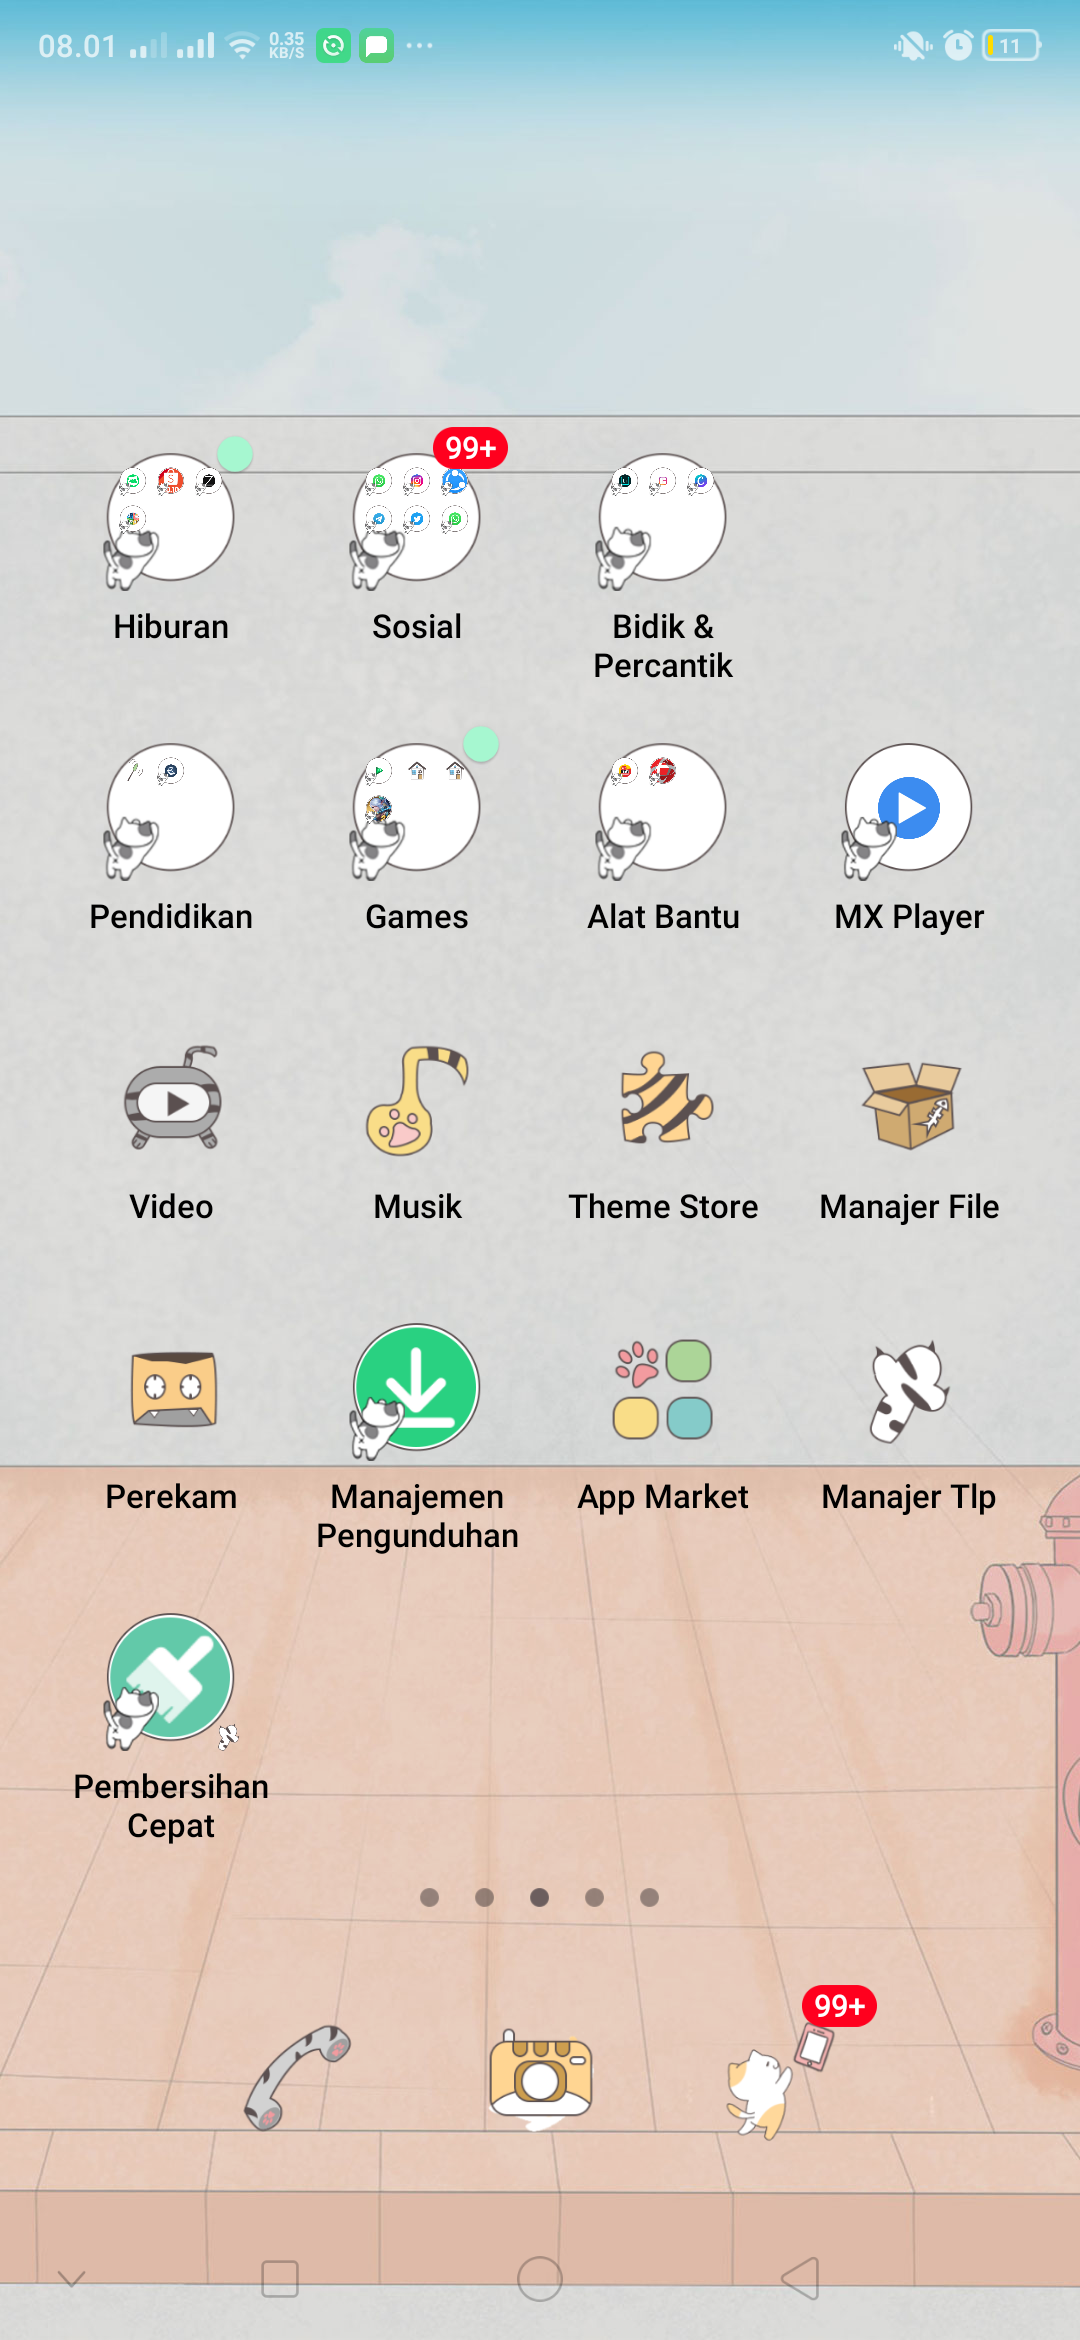 08.01
0.35
KB/S
11
99+
Hiburan
Sosial
Bidik &
Percantik
Pendidikan
Games
Alat Bantu
MX Player
Video
Musik
Theme Store
Manajer File
Perekam
Manajemen
Pengunduhan
App Market
Manajer Tlp
Pembersihan
Cepat
99+